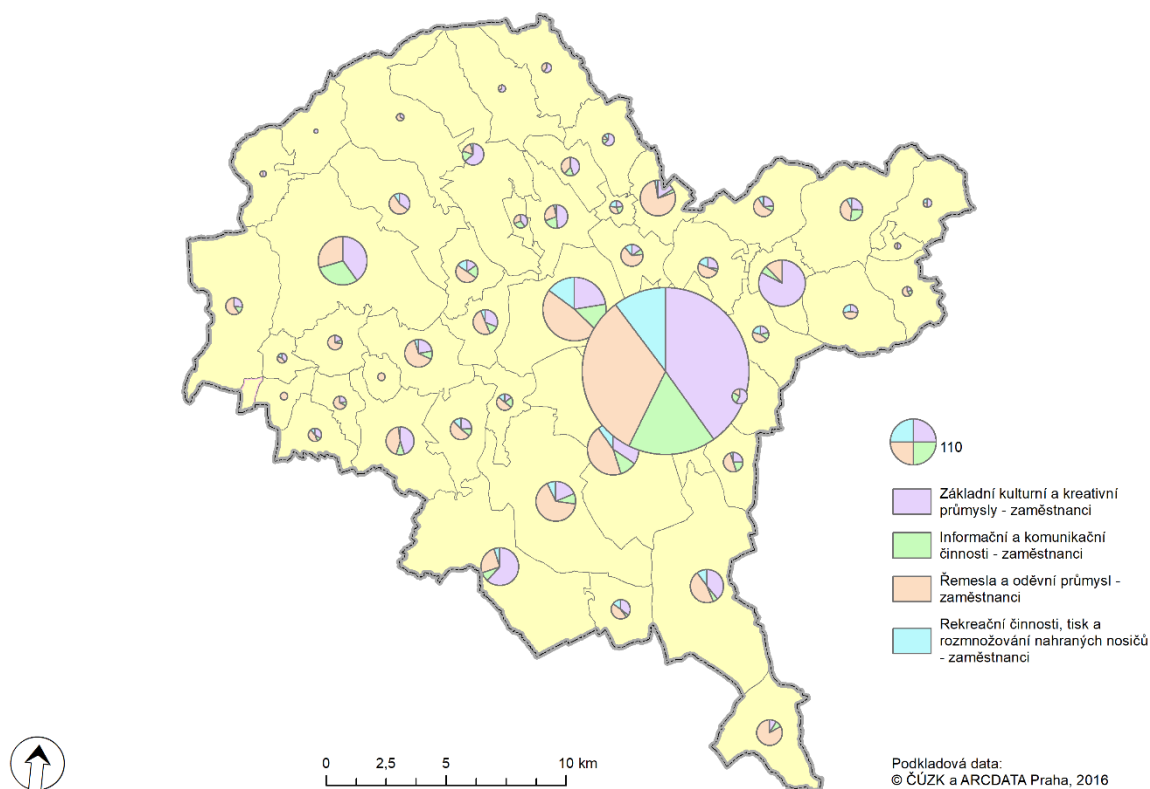 110
Základní kulturní a kreativní
průmysly - zaměstnanci
Informační a komunikační
činnosti - zaměstnanci
Řemesla a oděvní průmysl -
zaměstnanci
Rekreační činnosti, tisk a
rozmnožování nahraných nosičů
- zaměstnanci
0 2,5 5 10 km
Podkladová data:
© ČÚZK a ARCDATA Praha, 2016